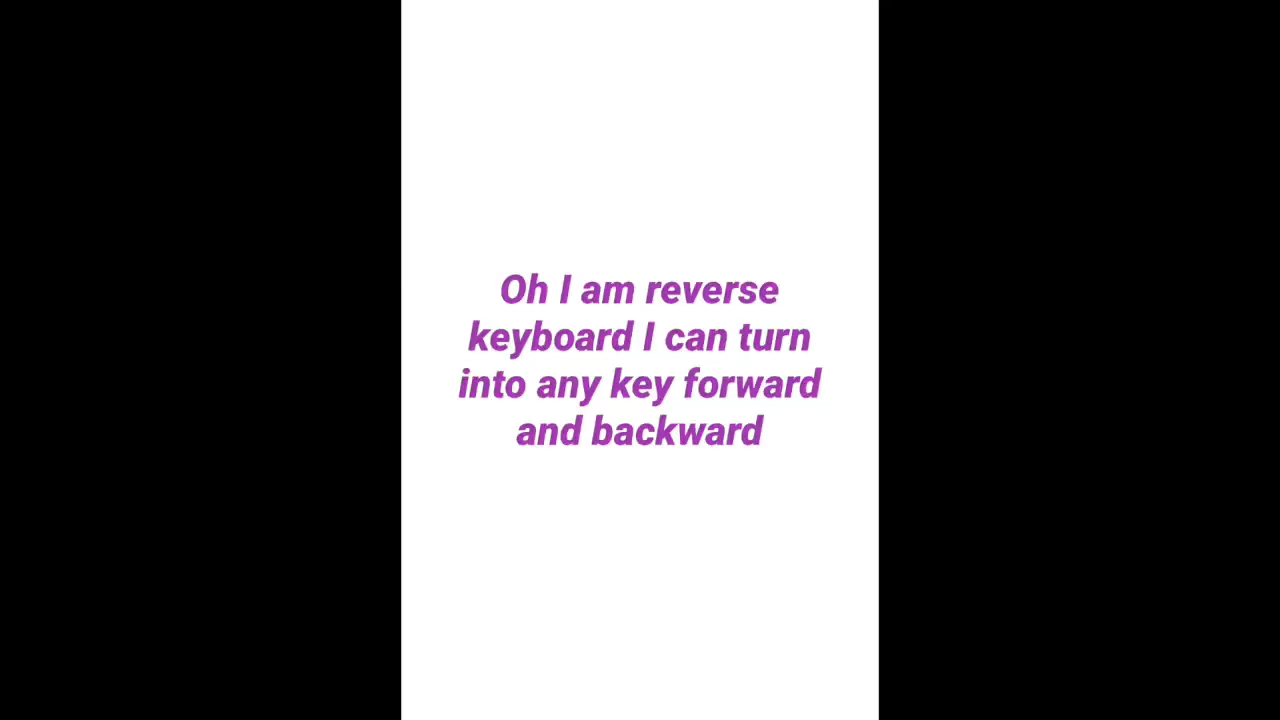 Oh I am reverse
keyboard I can turn
into any key forward
and backward